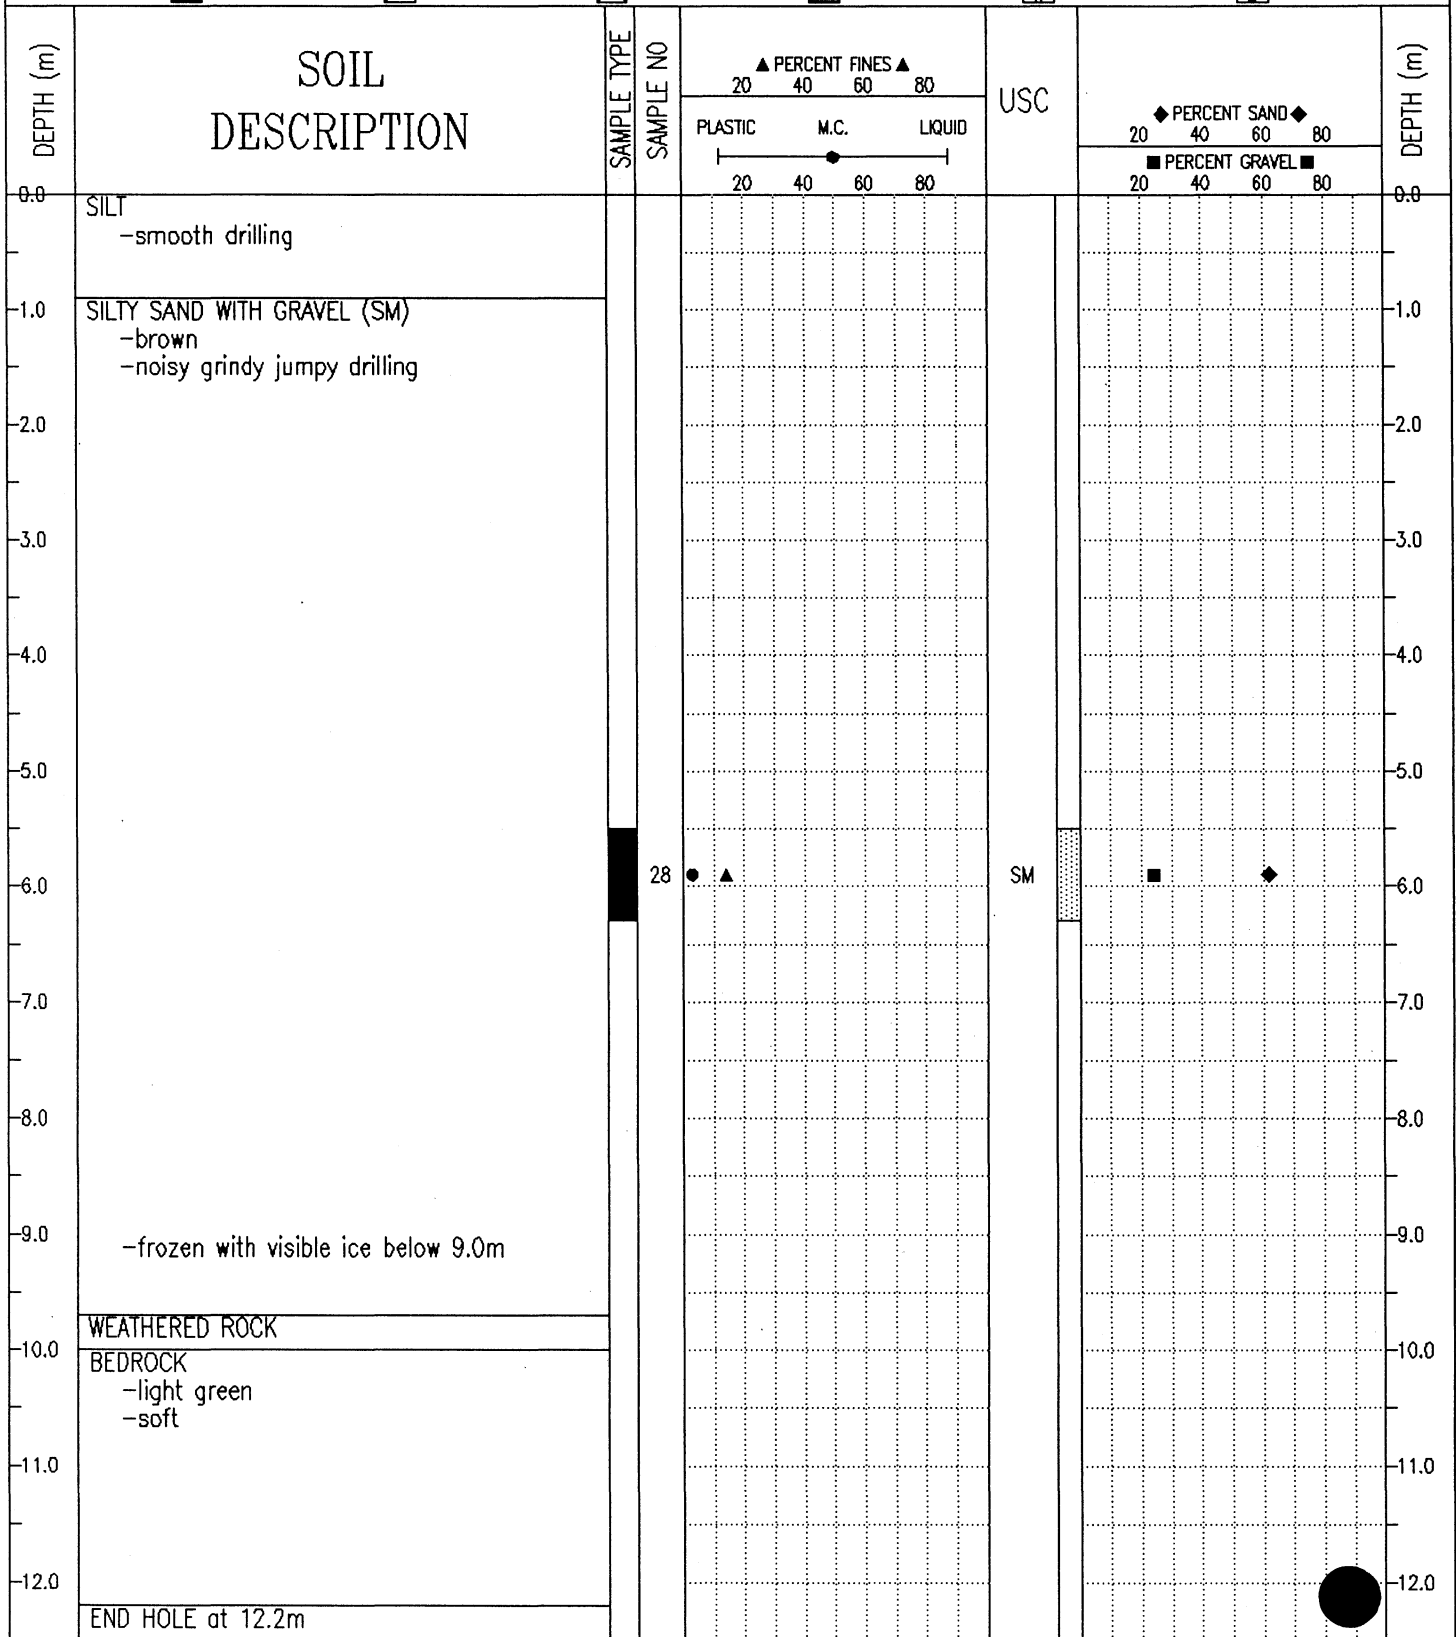 DEPTH (m)
SOIL
DESCRIPTION
SAMPLE TYPE
SAMPLE NO
▲ PERCENT FINES ▲
20 40 60 80
PLASTIC M.C. LIQUID
20 40 60 80
USC
◆ PERCENT SAND ◆
20 40 60 80
■ PERCENT GRAVEL ■
20 40 60 80
DEPTH (m)
0.0 0.0
SILT
-smooth drilling
1.0 1.0
SILTY SAND WITH GRAVEL (SM)
-brown
-noisy grindy jumpy drilling
2.0 2.0
3.0 3.0
4.0 4.0
5.0 5.0
28 SM
6.0 6.0
7.0 7.0
8.0 8.0
9.0 9.0
-frozen with visible ice below 9.0m
WEATHERED ROCK
10.0 10.0
BEDROCK
-light green
-soft
11.0 11.0
12.0 12.0
END HOLE at 12.2m